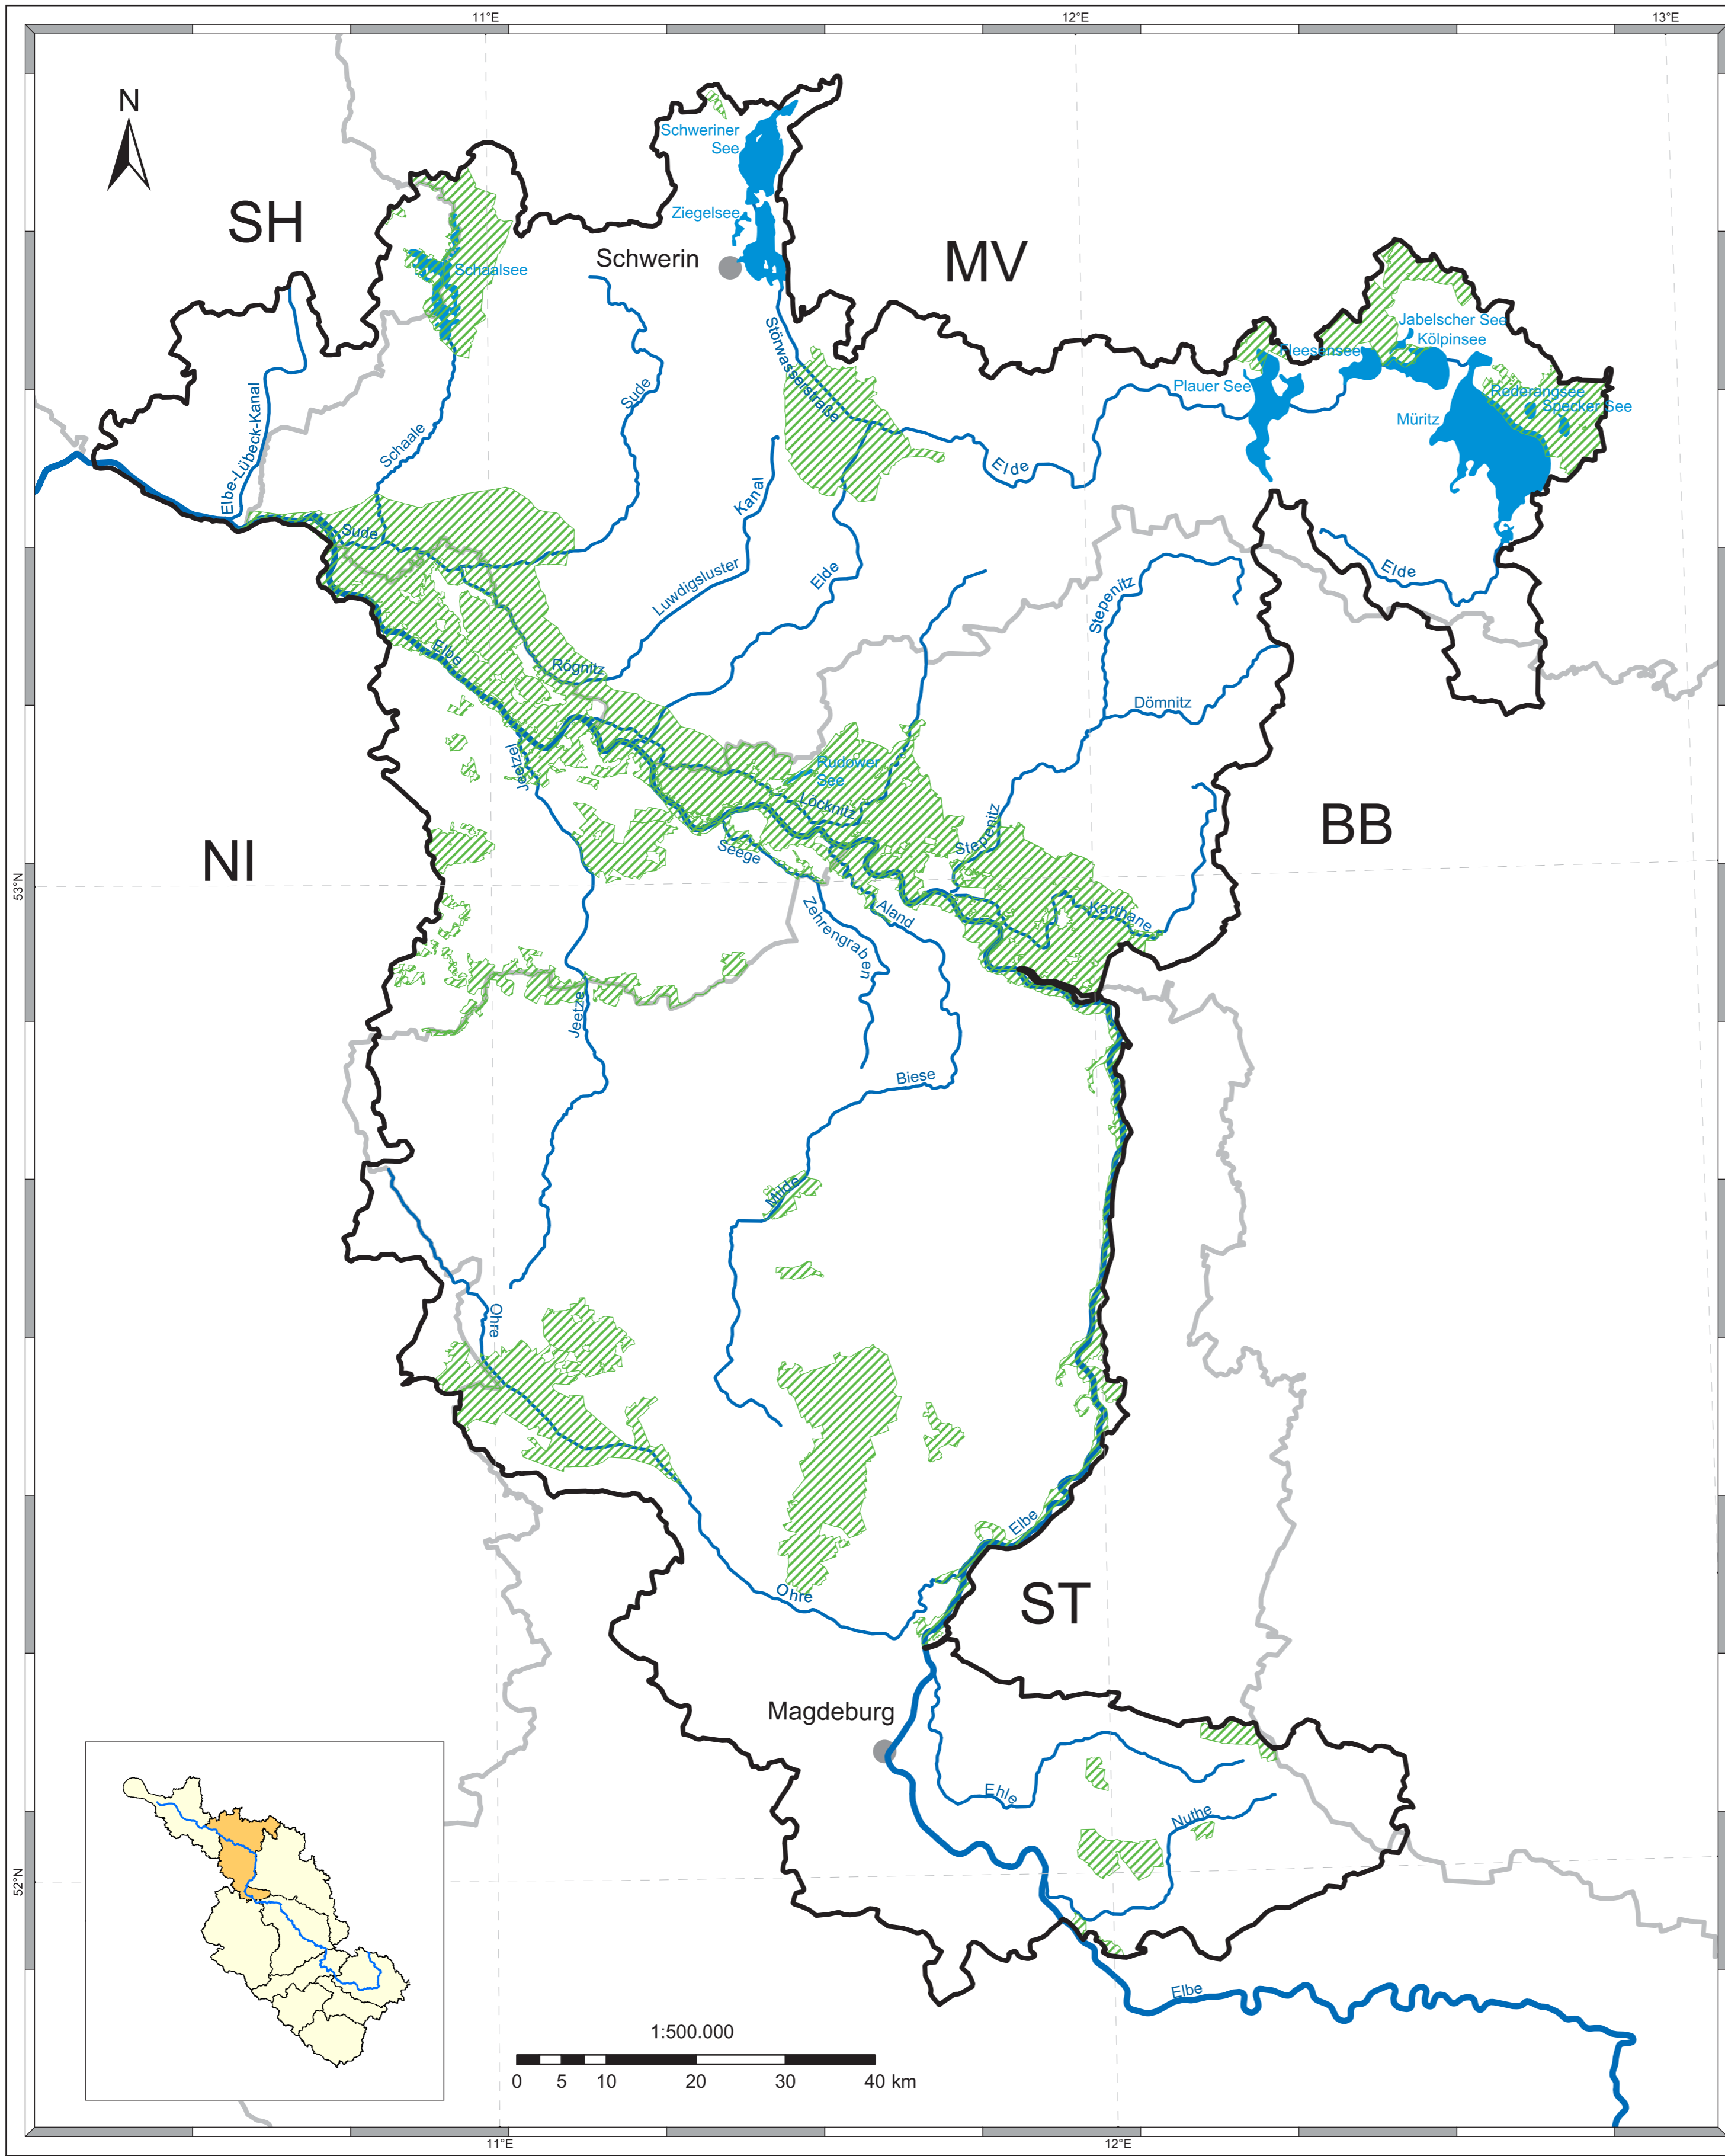 11°E
12°E
13°E
N
Schweriner
See
SH
Ziegelsee
Schwerin
MV
Schaalsee
Störwasserstraße
Jabelscher See
Kölpinsee
Fleesensee
Plauer See
Rederangsee
Specker See
Müritz
Sude
Elbe-Lübeck-Kanal
Schaale
Elde
Kanal
Sude
Luwdigsluster
Elde
Stepenitz
Elde
Elbe
Rögnitz
Dömnitz
Jeetzel
Rudower
See
Löcknitz
BB
NI
Seege
Stepenitz
53°N
Zehrengraben
Aland
Karthane
Jeetze
Biese
Milde
Ohre
Elbe
Ohre
ST
Magdeburg
Ehle
Nuthe
52°N
Elbe
1:500.000
0 5 10 20 30 40 km
11°E
12°E